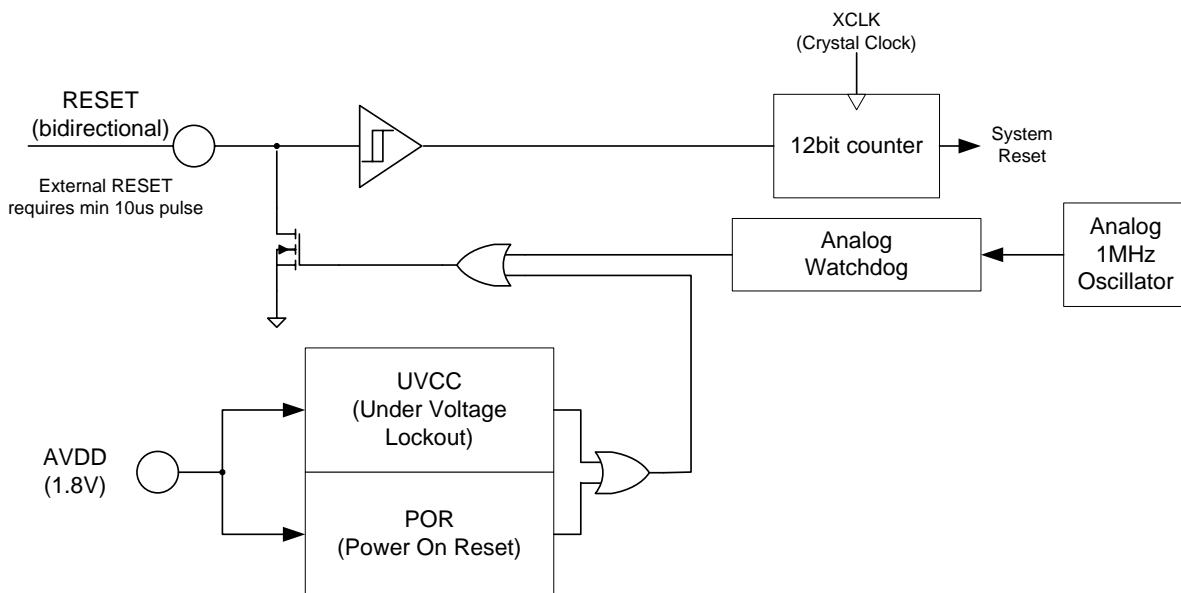 XCLK
(Crystal Clock)
RESET
(bidirectional)
12bit counter
System
Reset
External RESET
requires min 10us pulse
Analog
Watchdog
Analog
1MHz
Oscillator
UVCC
(Under Voltage
Lockout)
AVDD
(1.8V)
POR
(Power On Reset)